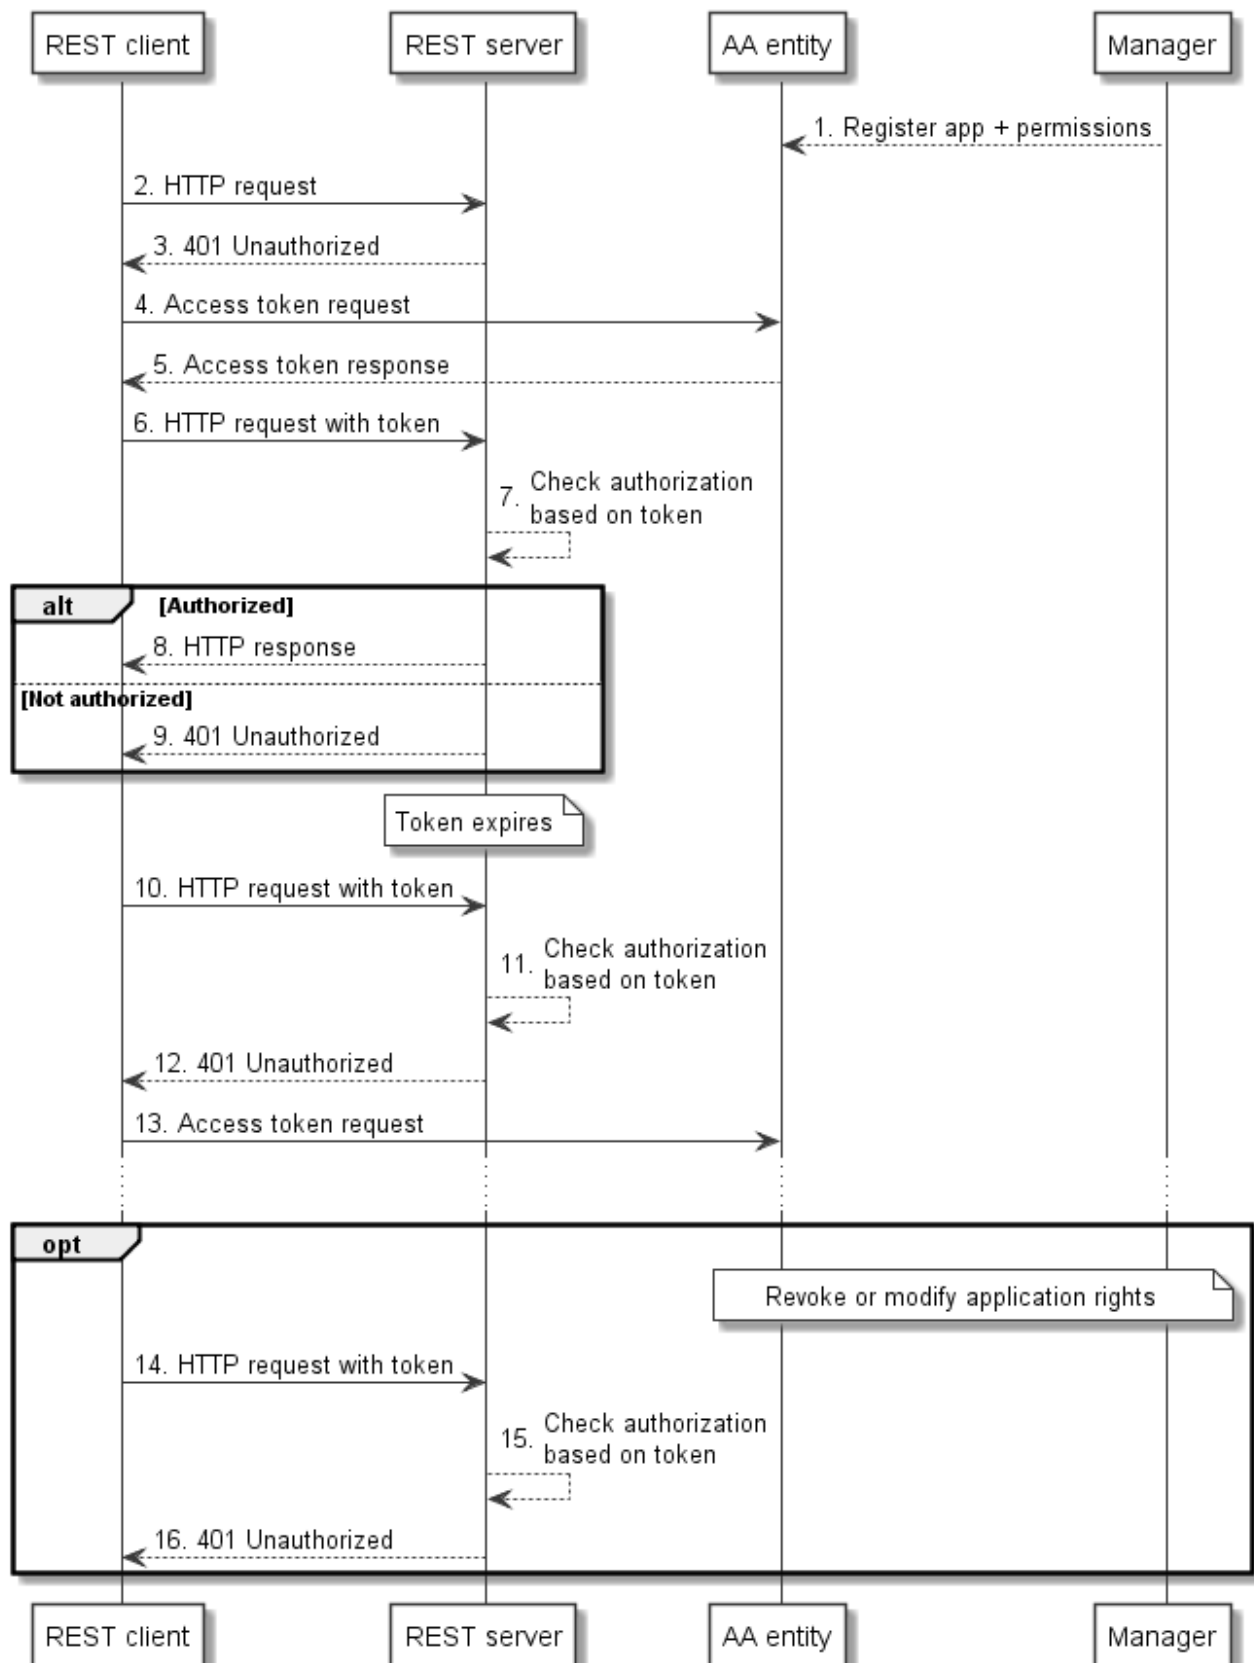 REST client
REST server
AA entity
Manager
1. Register app + permissions
2. HTTP request
3. 401 Unauthorized
4. Access token request
5. Access token response
6. HTTP request with token
7. Check authorization
based on token
alt
[Authorized]
8. HTTP response
[Not authorized]
9. 401 Unauthorized
Token expires
10. HTTP request with token
11. Check authorization
based on token
12. 401 Unauthorized
13. Access token request
opt
Revoke or modify application rights
14. HTTP request with token
15. Check authorization
based on token
16. 401 Unauthorized
REST client
REST server
AA entity
Manager